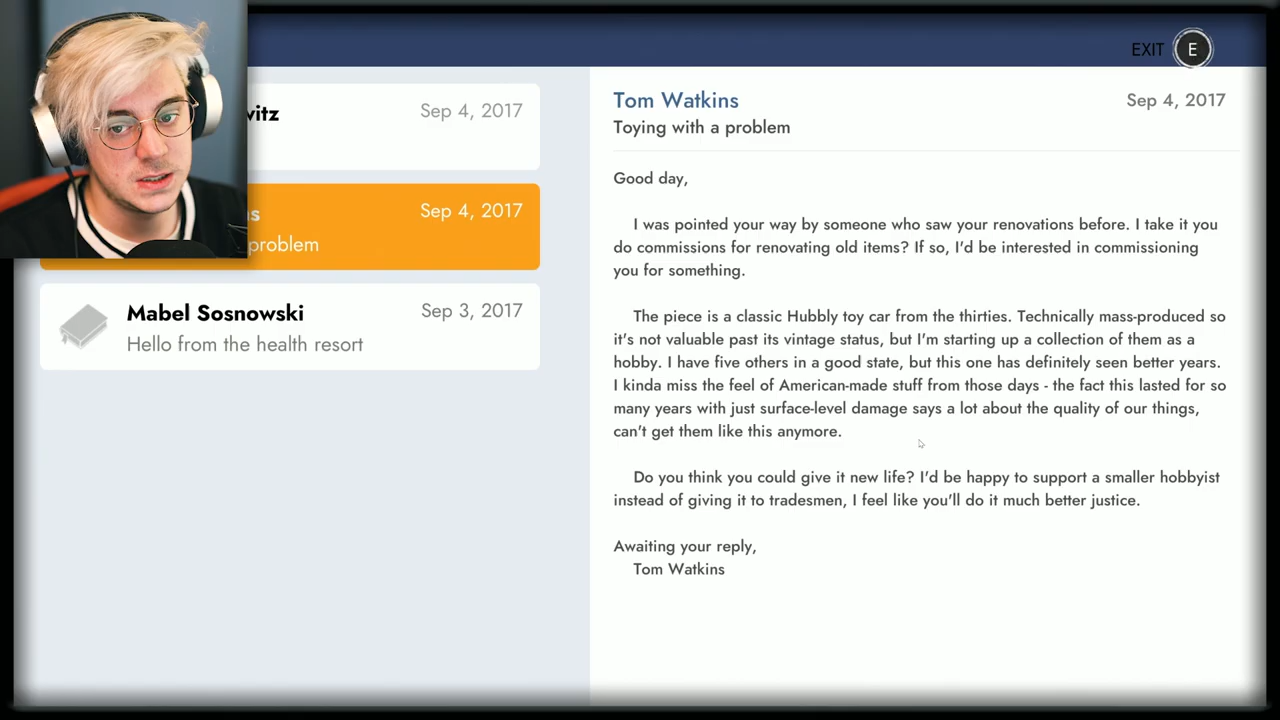 EXIT E
vitz Sep 4, 2017
s Sep 4, 2017
problem
Mabel Sosnowski Sep 3, 2017
Hello from the health resort
Tom Watkins Sep 4, 2017
Toying with a problem
Good day,
I was pointed your way by someone who saw your renovations before. I take it you
do commissions for renovating old items? If so, I'd be interested in commissioning
you for something.
The piece is a classic Hubbly toy car from the thirties. Technically mass-produced so
it's not valuable past its vintage status, but I'm starting up a collection of them as a
hobby. I have five others in a good state, but this one has definitely seen better years.
I kinda miss the feel of American-made stuff from those days - the fact this lasted for so
many years with just surface-level damage says a lot about the quality of our things,
can't get them like this anymore.
Do you think you could give it new life? I'd be happy to support a smaller hobbyist
instead of giving it to tradesmen, I feel like you'll do it much better justice.
Awaiting your reply,
Tom Watkins